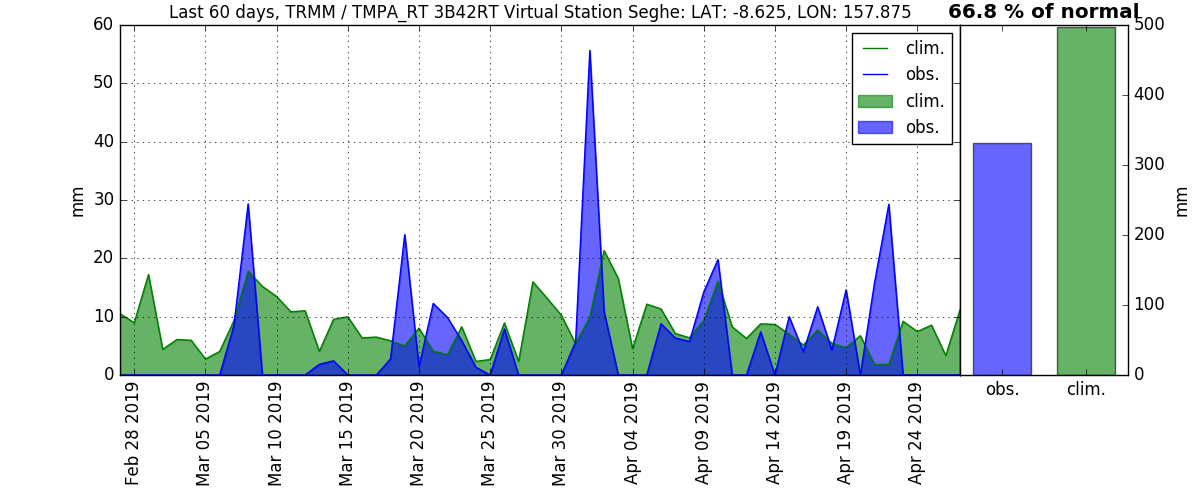 Last 60 days, TRMM / TMPA_RT 3B42RT Virtual Station Seghe: LAT: -8.625, LON: 157.875
66.8 % of normal
60
50
40
30
20
10
0
mm
clim.
obs.
clim.
obs.
500
400
300
200
100
0
mm
obs.
clim.
Feb 28 2019
Mar 05 2019
Mar 10 2019
Mar 15 2019
Mar 20 2019
Mar 25 2019
Mar 30 2019
Apr 04 2019
Apr 09 2019
Apr 14 2019
Apr 19 2019
Apr 24 2019